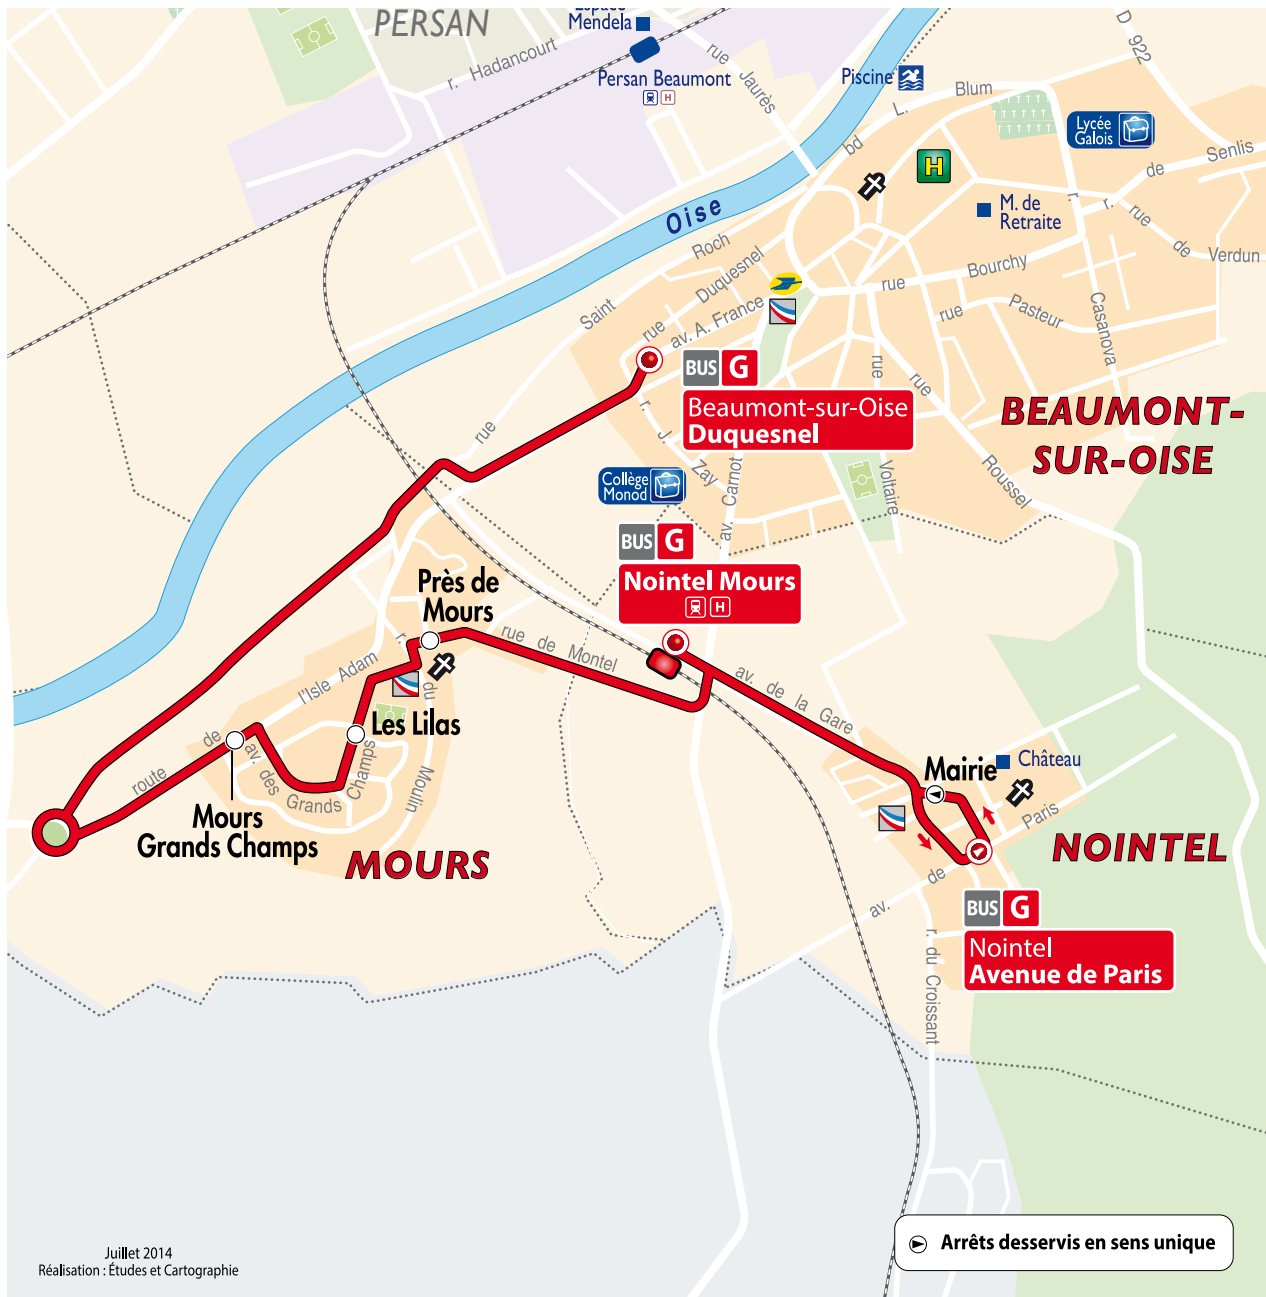 PERSAN
Espace
Mendela
r. Hadancourt
Persan Beaumont
H
rue Jaurès
Piscine
D 922
bd L. Blum
Lycée
Galois
H
M. de
Retraite
r. de Senlis
r.
rue de Verdun
Oise
Saint Roch
rue
rue Duquesnel
av. A. France
rue Bourchy
rue Pasteur
Casanova
rue Voltaire
rue Roussel
BUS G
Beaumont-sur-Oise
Duquesnel
BEAUMONT-
SUR-OISE
r. J. Zay
av. Carnot
Collège
Monod
BUS G
Nointel Mours
H
Près de
Mours
rue de Montel
r. du Moulin
l'Isle Adam
route de
Les Lilas
av. des Grands Champs
Mours
Grands Champs
MOURS
av. de la Gare
Mairie
Château
av. de Paris
NOINTEL
BUS G
Nointel
Avenue de Paris
r. du Croissant
Arrêts desservis en sens unique
Juillet 2014
Réalisation : Études et Cartographie